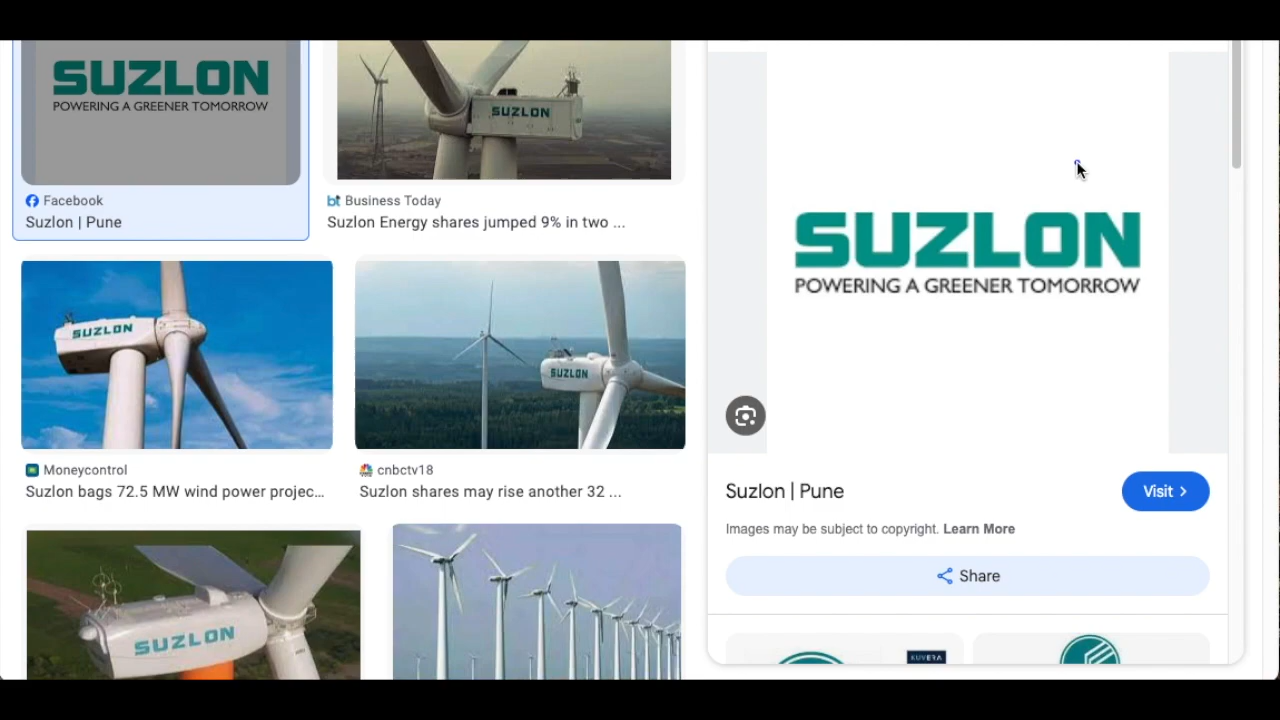 SUZLON
POWERING A GREENER TOMORROW
Facebook
Suzlon | Pune
SUZLON
Business Today
Suzlon Energy shares jumped 9% in two ...
SUZLON
Moneycontrol
Suzlon bags 72.5 MW wind power projec...
SUZLON
cnbctv18
Suzlon shares may rise another 32 ...
SUZLON
SUZLON
POWERING A GREENER TOMORROW
Suzlon | Pune
Visit
Images may be subject to copyright. Learn More
Share
KUVERA